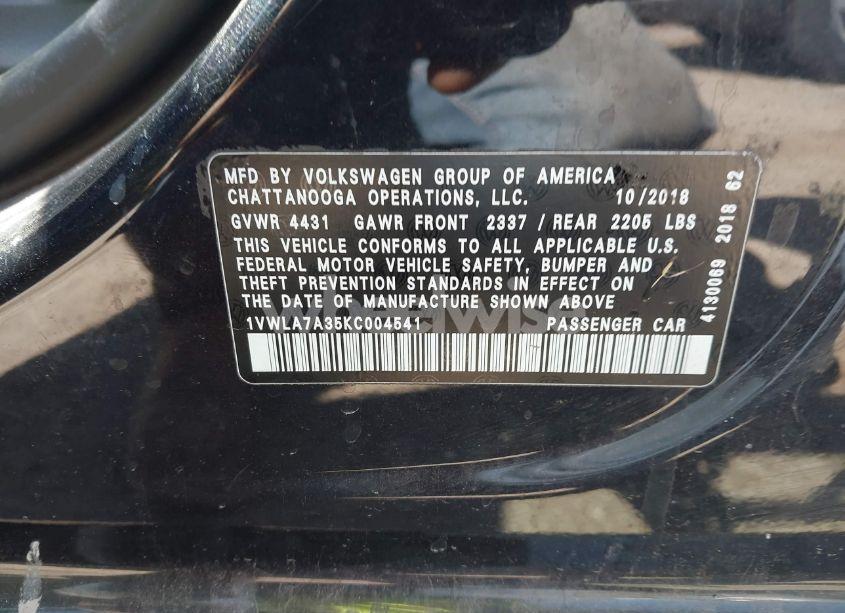 MFD BY VOLKSWAGEN GROUP OF AMERICA
CHATTANOOGA OPERATIONS, LLC. 10/2018
GVWR 4431 GAWR FRONT 2337 / REAR 2205 LBS
THIS VEHICLE CONFORMS TO ALL APPLICABLE U.S.
FEDERAL MOTOR VEHICLE SAFETY, BUMPER AND
THEFT PREVENTION STANDARDS IN EFFECT ON
THE DATE OF MANUFACTURE SHOWN ABOVE
1VWLA7A35KC004541 PASSENGER CAR
4130069 2018 62
wheelwise